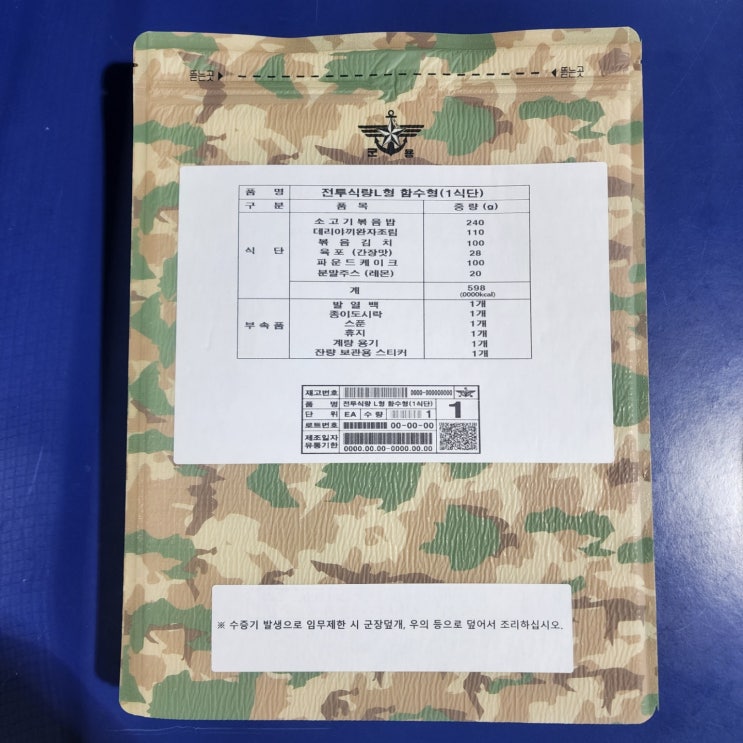 뜯는곳 뜯는곳
군 용
품 명 전투식량L형 함수형(1식단)
구 분 품 목 중 량 (g)
식 단
소고기볶음밥 240
데리야끼완자조림 110
볶 음 김 치 100
육 포 (간장맛) 28
파 운 드 케 이 크 100
분말주스 (레몬) 20
계 598
(0000kcal)
부 속 품
발 열 백 1개
종이도시락 1개
스푼 1개
휴지 1개
계량 용기 1개
잔량 보관용 스티커 1개
재고번호 0000-000000000
품 명 전투식량 L형 함수형(1식단) 1
단 위 EA 수 량 1
로트번호 00-00-00
제조일자
유통기한 0000.00.00-0000.00.00
※ 수증기 발생으로 임무제한 시 군장덮개, 우의 등으로 덮어서 조리하십시오.